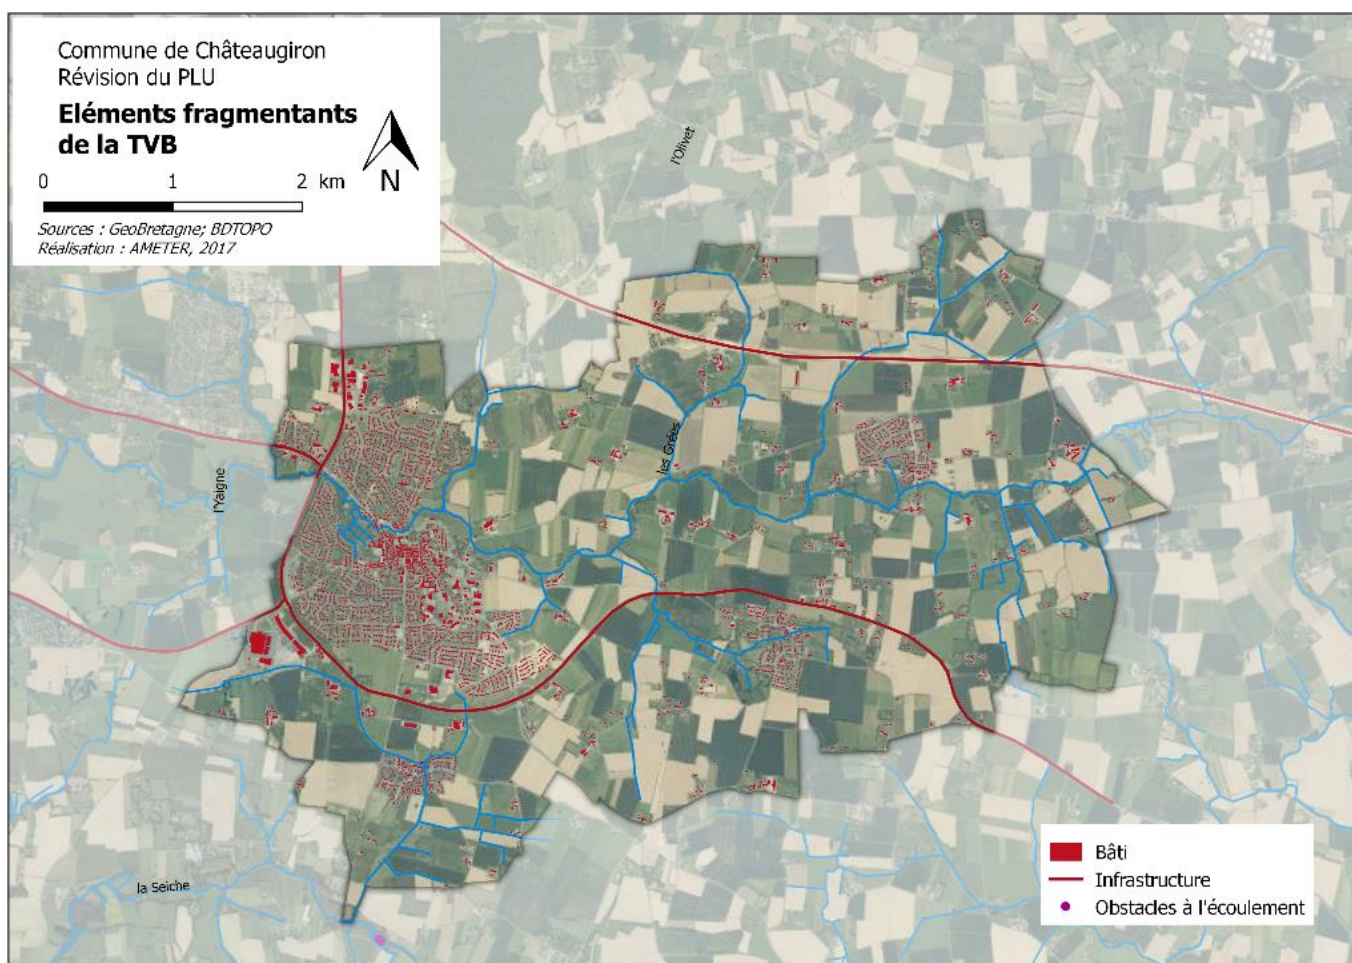 Commune de Châteaugiron
Révision du PLU
Eléments fragmentants
de la TVB
N
0 1 2 km
Sources : GeoBretagne; BDTOPO
Réalisation : AMETER, 2017
l'Olivet
les Grées
l'Yaigne
la Seiche
Bâti
Infrastructure
Obstacles à l'écoulement